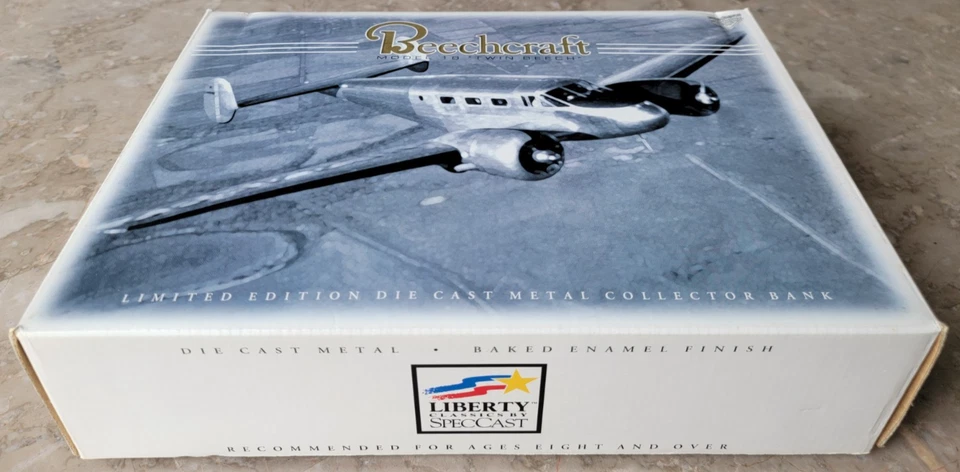 Beechcraft
MODEL 18 "TWIN BEECH"
LIMITED EDITION DIE CAST METAL COLLECTOR BANK
DIE CAST METAL • BAKED ENAMEL FINISH
LIBERTY
CLASSICS BY
SPECCAST
RECOMMENDED FOR AGES EIGHT AND OVER